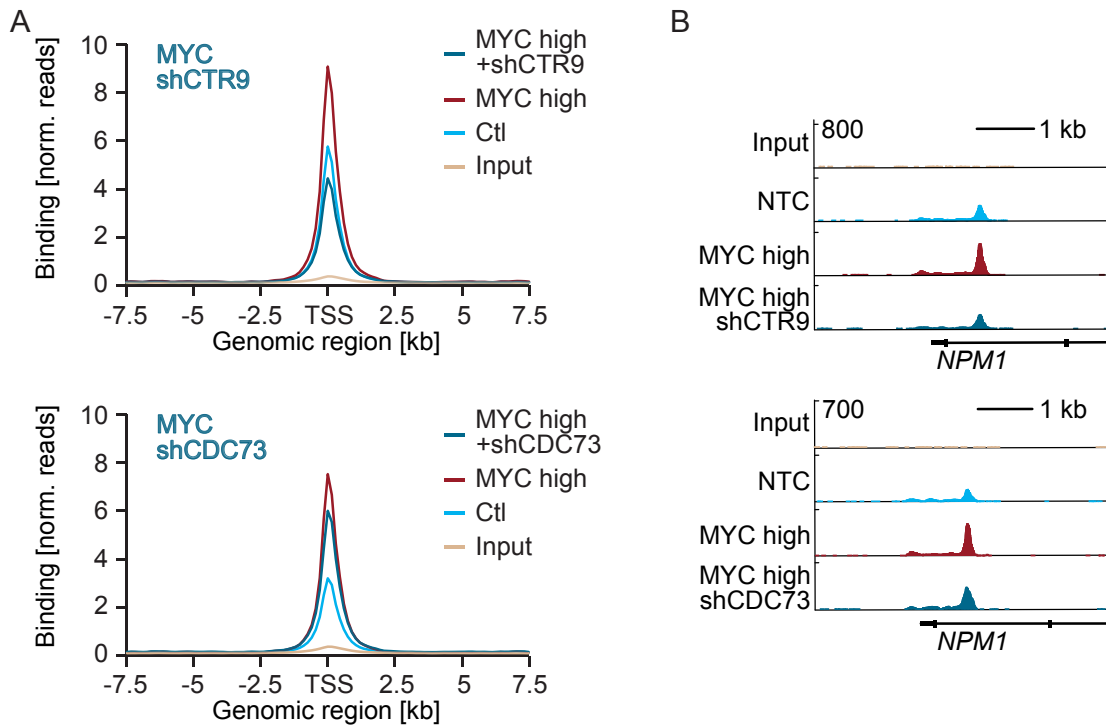 A
MYC
shCTR9
10
8
6
4
2
0
Binding [norm. reads]
-7.5
-5
-2.5
TSS
2.5
5
7.5
Genomic region [kb]
MYC high
+shCTR9
MYC high
Ctl
Input
B
Input
800
1 kb
NTC
MYC high
MYC high
shCTR9
NPM1
MYC
shCDC73
10
8
6
4
2
0
Binding [norm. reads]
-7.5
-5
-2.5
TSS
2.5
5
7.5
Genomic region [kb]
MYC high
+shCDC73
MYC high
Ctl
Input
Input
700
1 kb
NTC
MYC high
MYC high
shCDC73
NPM1